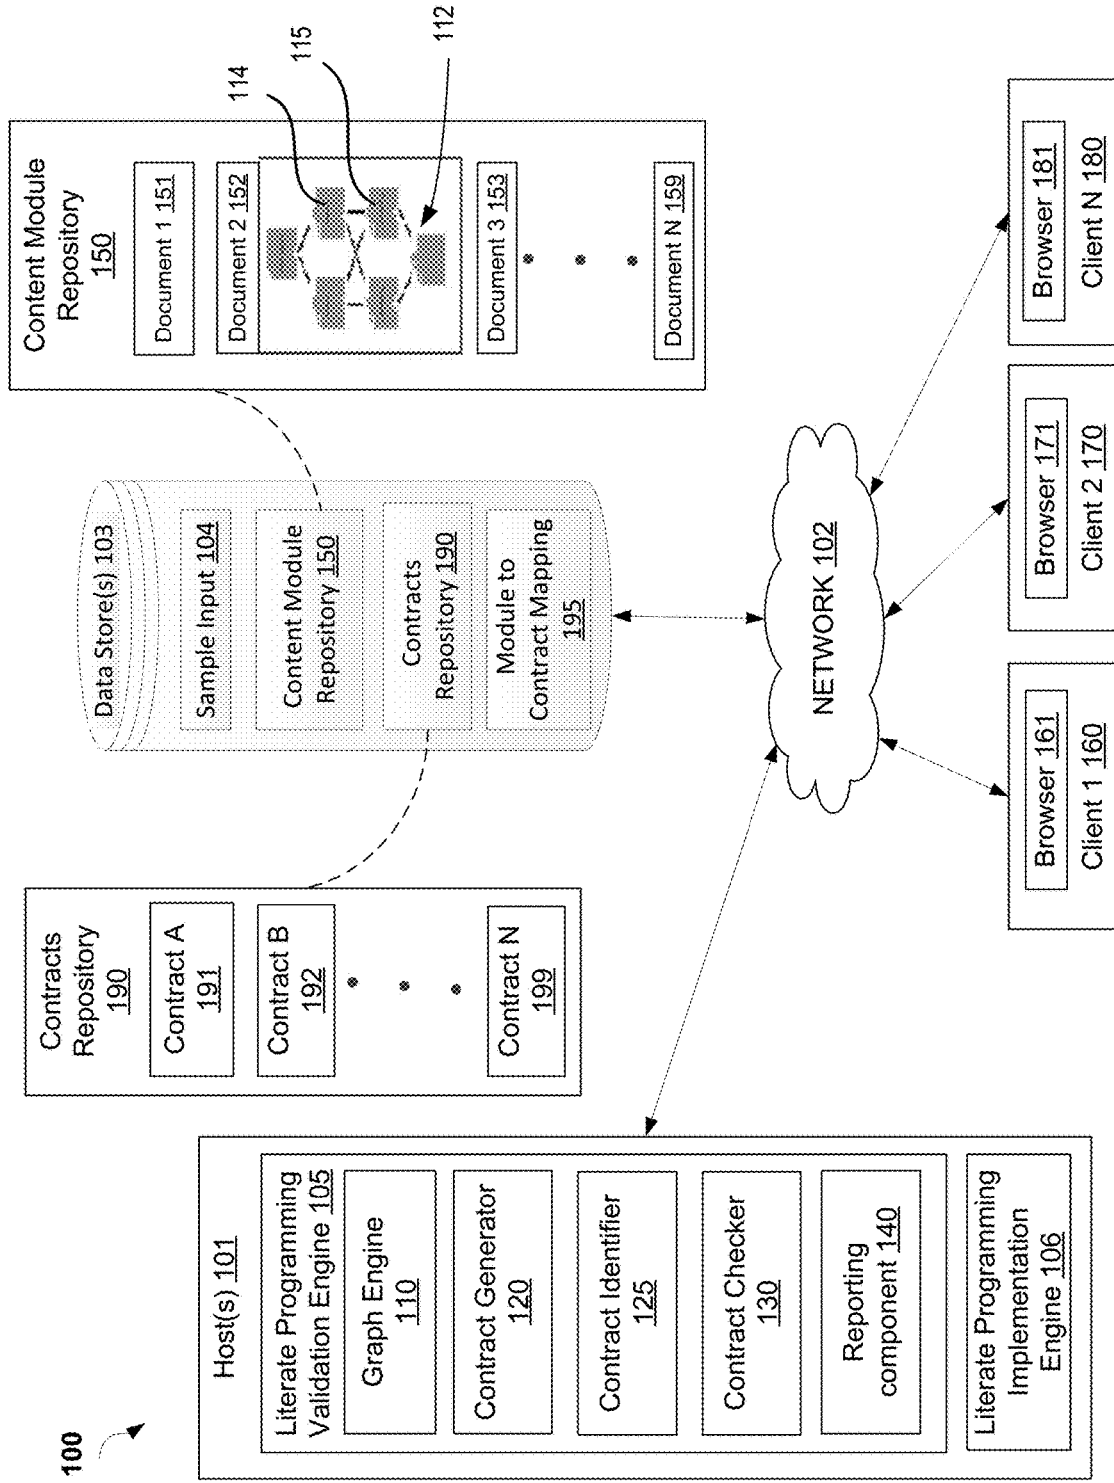 100
Host(s) 101
Literate Programming
Validation Engine 105
Graph Engine
110
Contract Generator
120
Contract Identifier
125
Contract Checker
130
Reporting
component 140
Literate Programming
Implementation
Engine 106
Contracts
Repository
190
Contract A
191
Contract B
192
Contract N
199
Data Store(s) 103
Sample Input 104
Content Module
Repository 150
Contracts
Repository 190
Module to
Contract Mapping
195
Content Module
Repository
150
Document 1 151
Document 2 152
114
115
112
Document 3 153
Document N 159
NETWORK 102
Browser 161
Client 1 160
Browser 171
Client 2 170
Browser 181
Client N 180